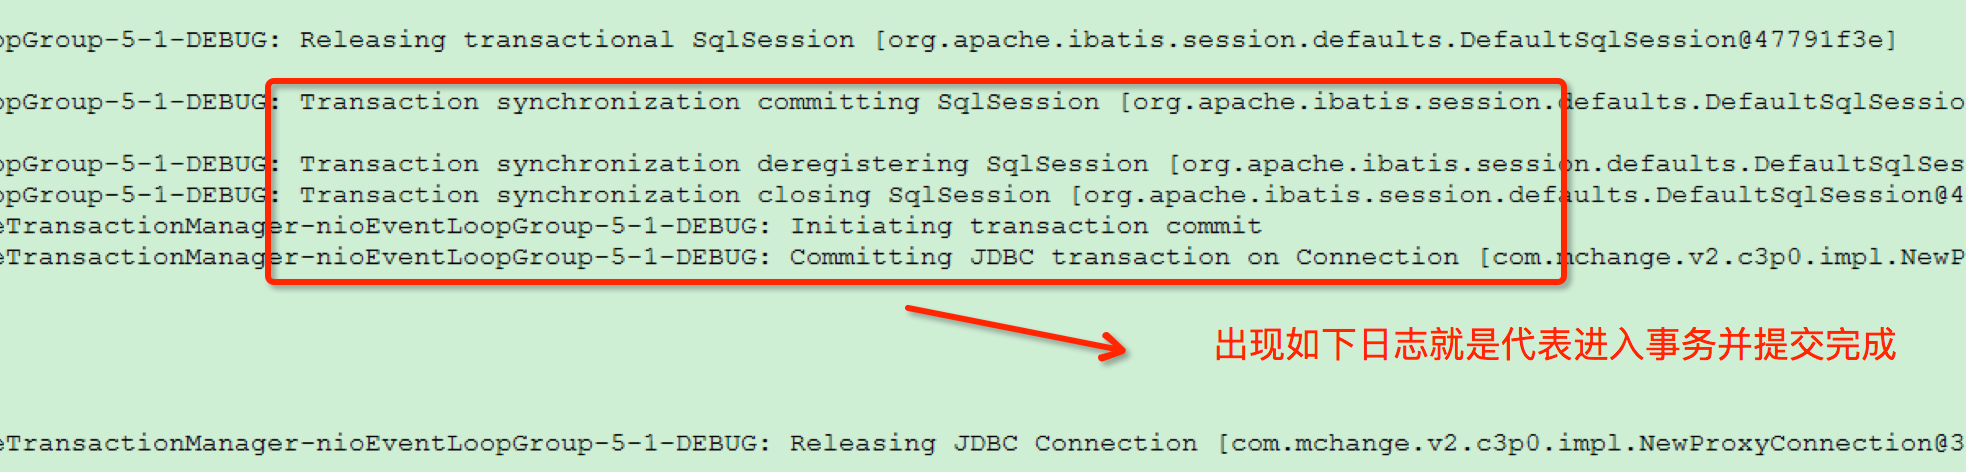 opGroup-5-1-DEBUG: Releasing transactional SqlSession [org.apache.ibatis.session.defaults.DefaultSqlSession@47791f3e]
opGroup-5-1-DEBUG: Transaction synchronization committing SqlSession [org.apache.ibatis.session.defaults.DefaultSqlSessio
opGroup-5-1-DEBUG: Transaction synchronization deregistering SqlSession [org.apache.ibatis.session.defaults.DefaultSqlSes
opGroup-5-1-DEBUG: Transaction synchronization closing SqlSession [org.apache.ibatis.session.defaults.DefaultSqlSession@4
eTransactionManager-nioEventLoopGroup-5-1-DEBUG: Initiating transaction commit
eTransactionManager-nioEventLoopGroup-5-1-DEBUG: Committing JDBC transaction on Connection [com.mchange.v2.c3p0.impl.NewP
出现如下日志就是代表进入事务并提交完成
eTransactionManager-nioEventLoopGroup-5-1-DEBUG: Releasing JDBC Connection [com.mchange.v2.c3p0.impl.NewProxyConnection@3